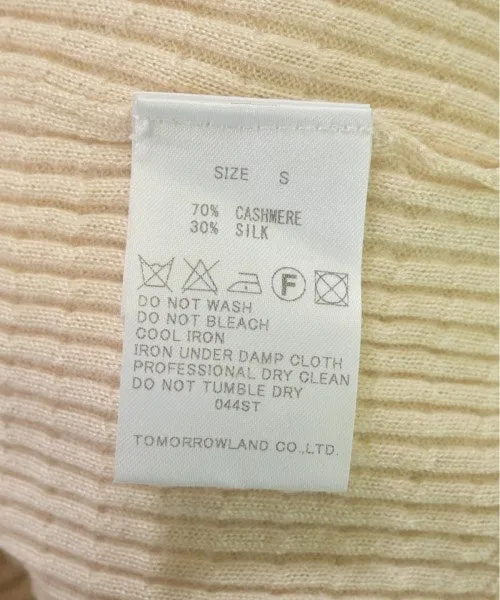 SIZE S
70% CASHMERE
30% SILK
F
DO NOT WASH
DO NOT BLEACH
COOL IRON
IRON UNDER DAMP CLOTH
PROFESSIONAL DRY CLEAN
DO NOT TUMBLE DRY
044ST
TOMORROWLAND CO.,LTD.